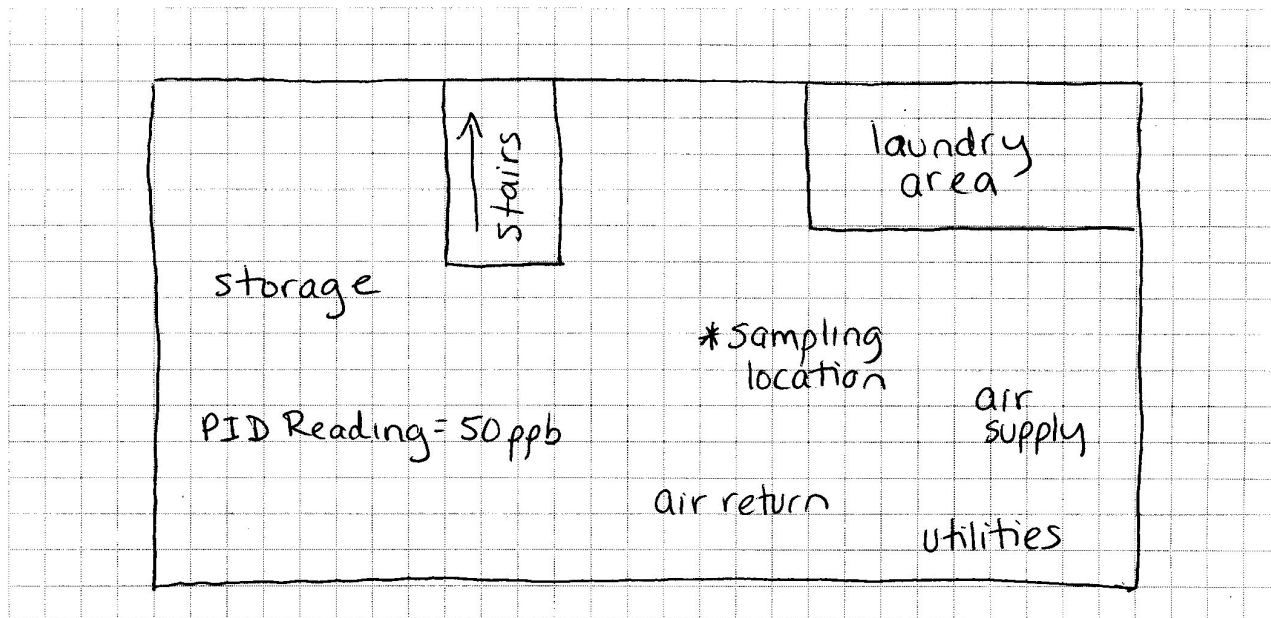 Stairs
laundry
area
storage
*Sampling
location
air
supply
PID Reading = 50 ppb
air return
utilities